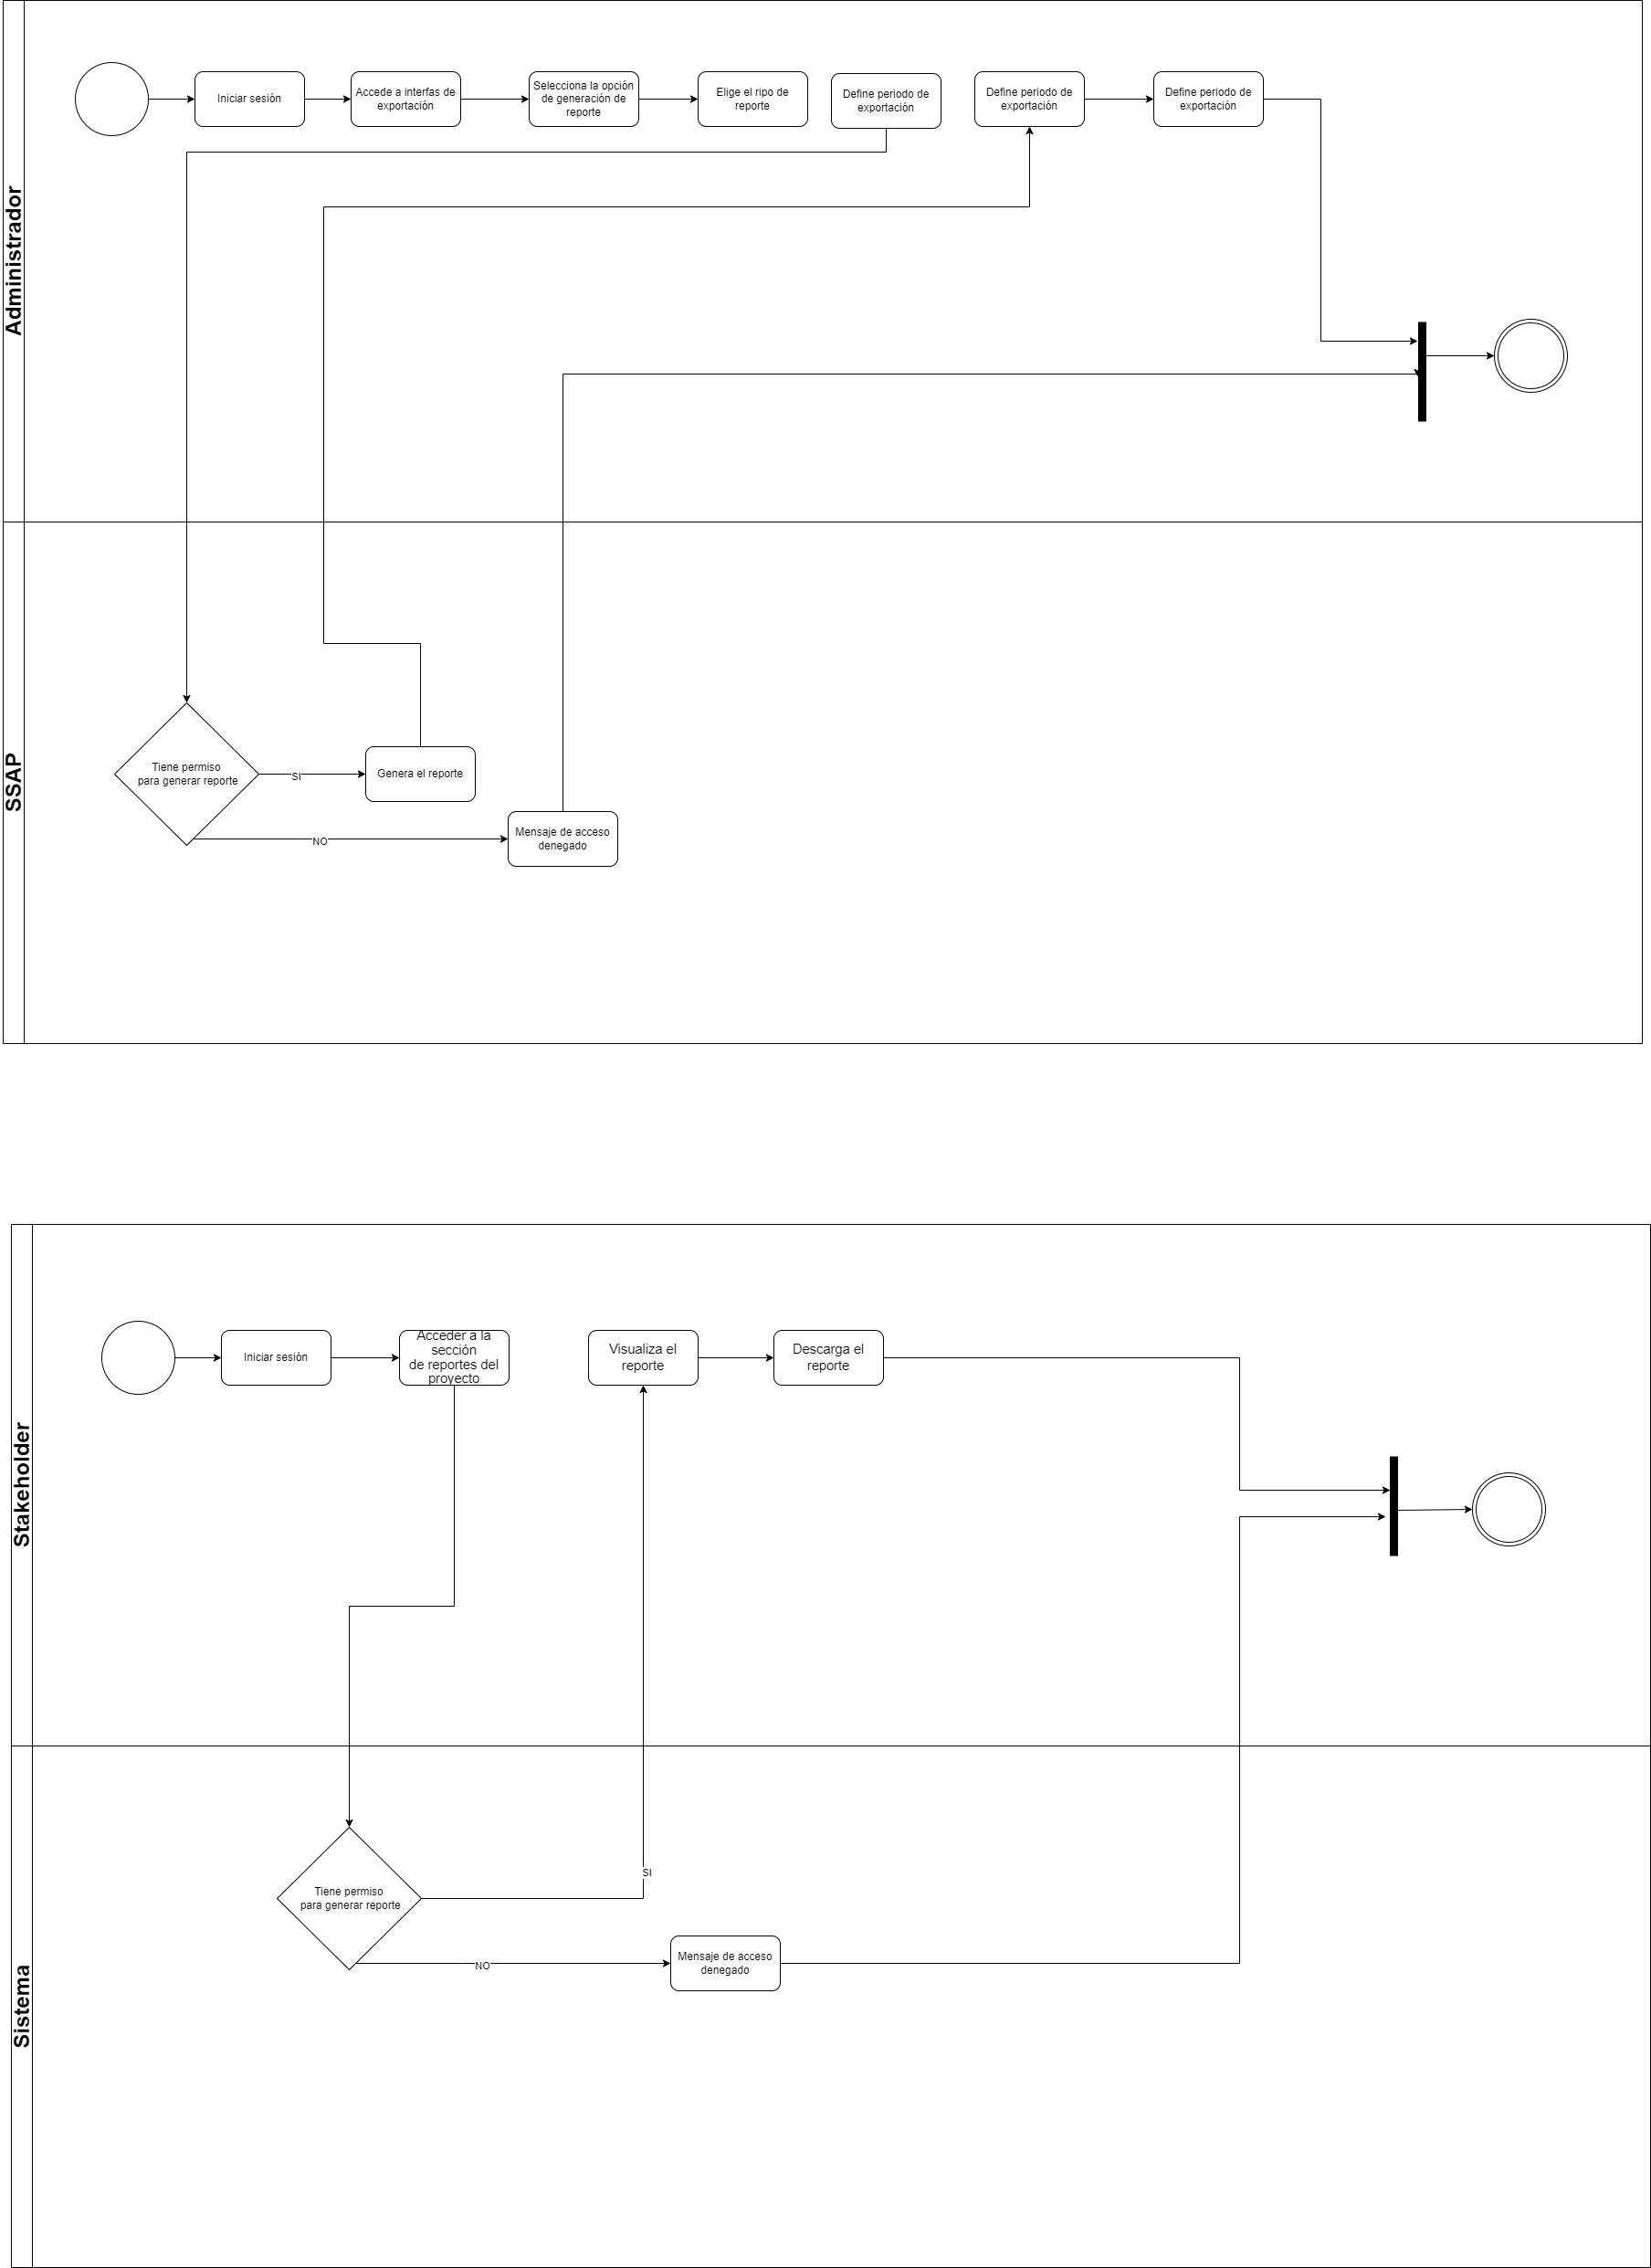 Administrador
Iniciar sesión
Accede a interfas de
exportación
Selecciona la opción
de generación de
reporte
Elige el ripo de
reporte
Define periodo de
exportación
Define periodo de
exportación
Define periodo de
exportación
SSAP
Tiene permiso
para generar reporte
SI
Genera el reporte
NO
Mensaje de acceso
denegado
Stakeholder
Iniciar sesión
Acceder a la
sección
de reportes del
proyecto
Visualiza el
reporte
Descarga el
reporte
Sistema
Tiene permiso
para generar reporte
SI
NO
Mensaje de acceso
denegado